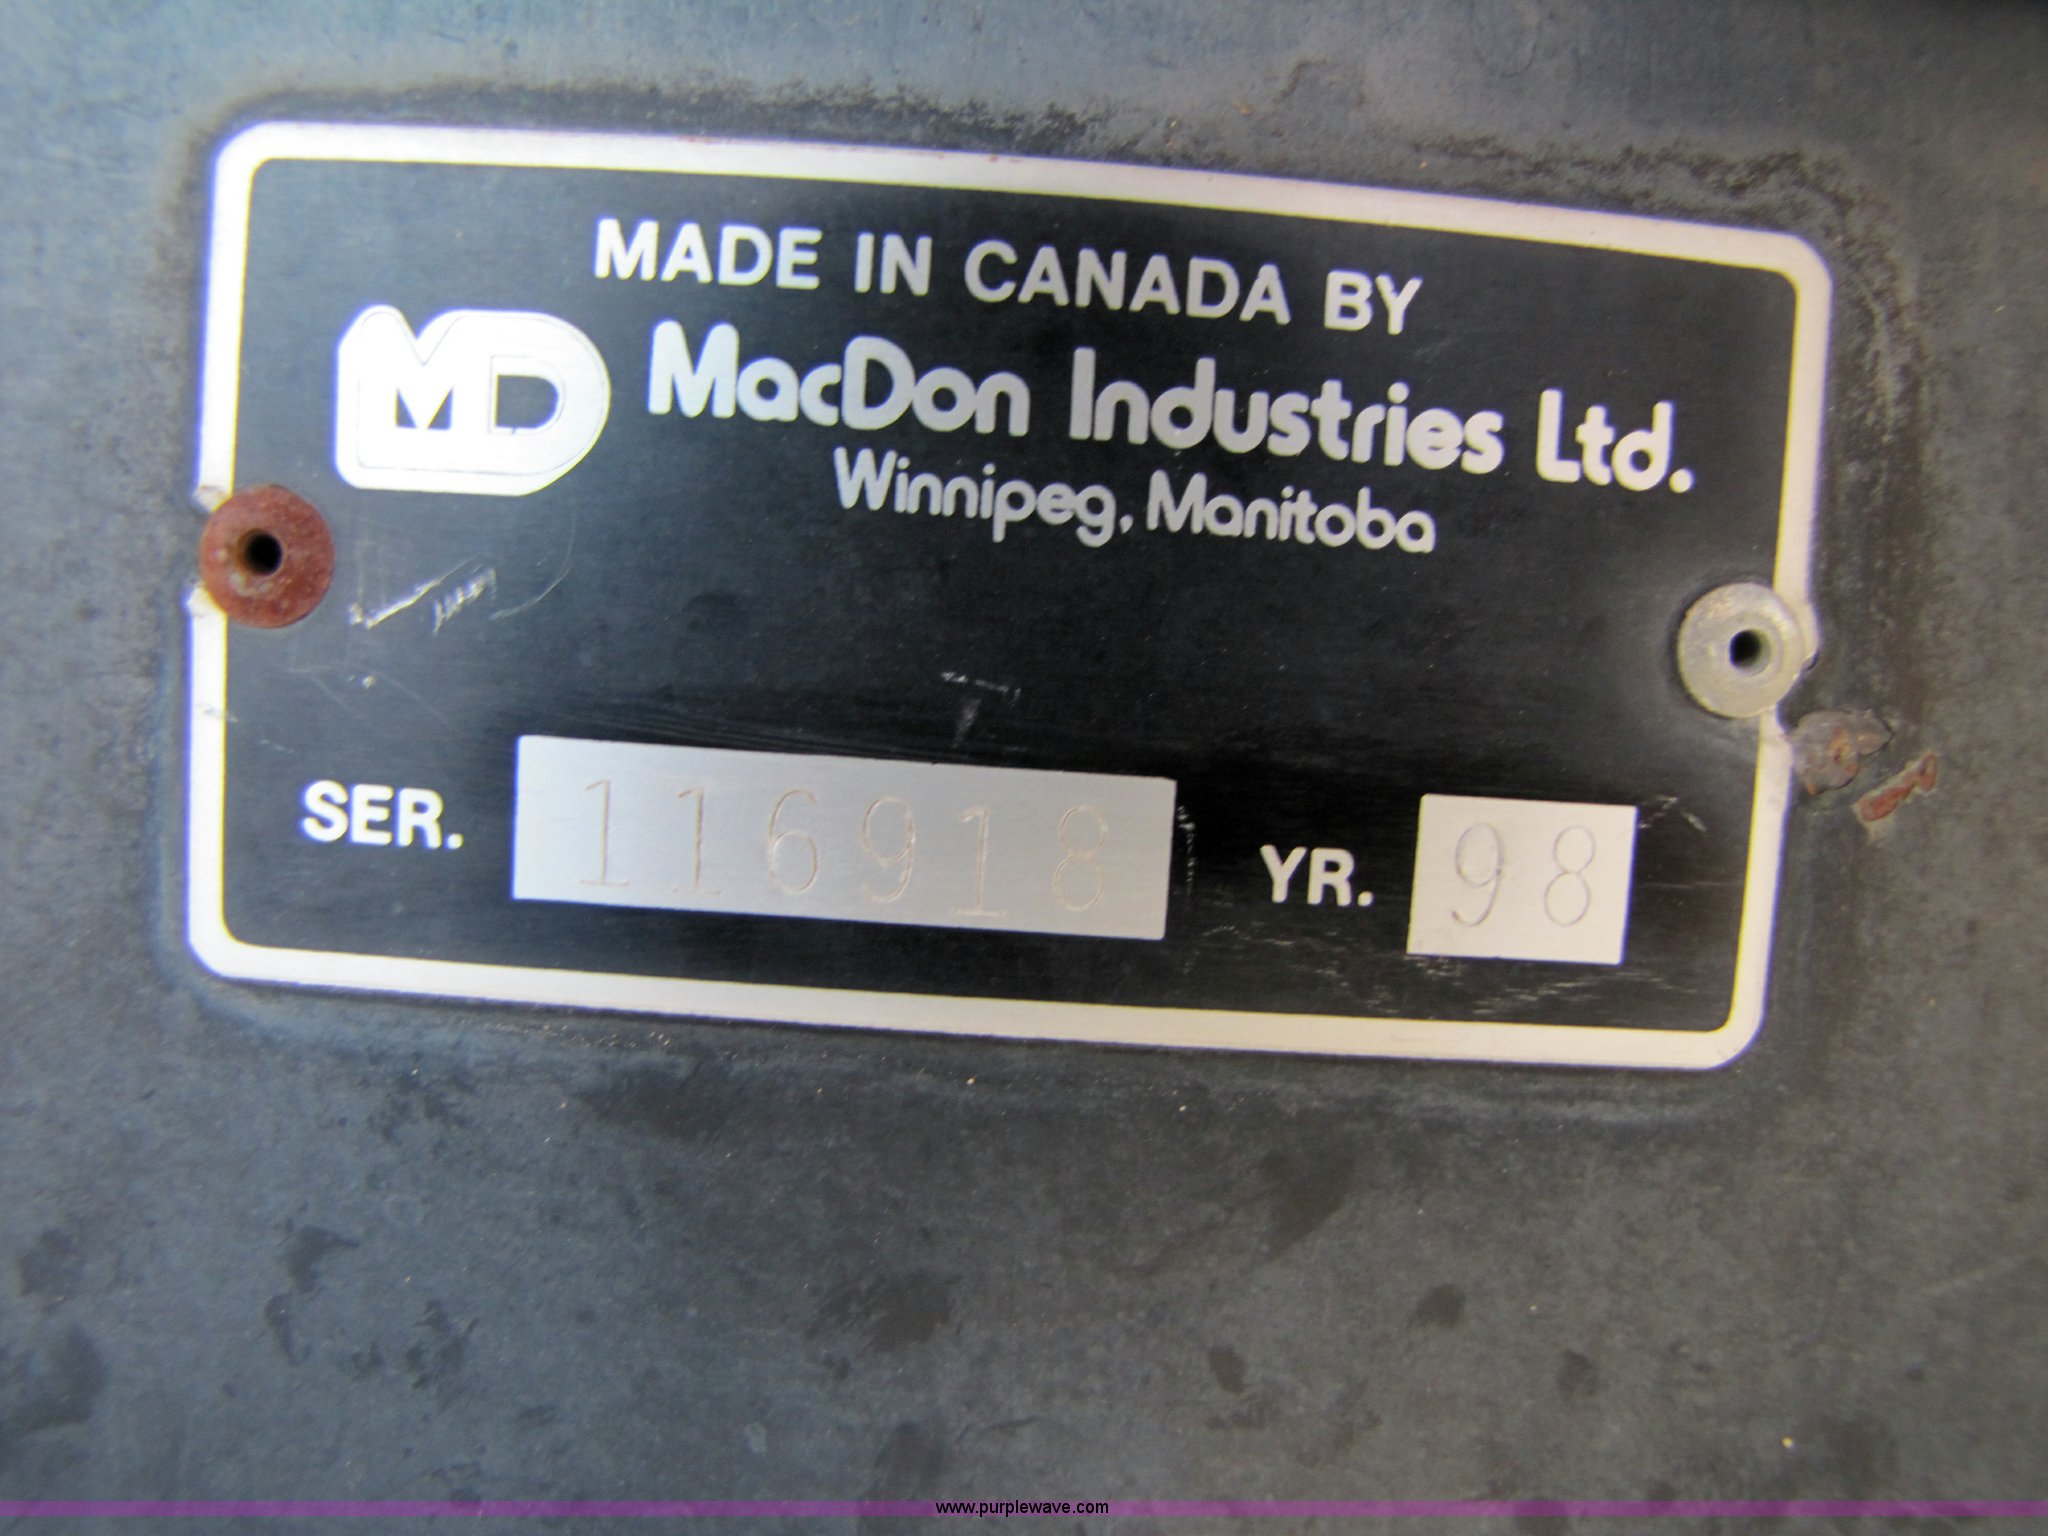 MADE IN CANADA BY
MD
MacDon Industries Ltd.
Winnipeg, Manitoba
SER. 116918 YR. 98
www.purplewave.com